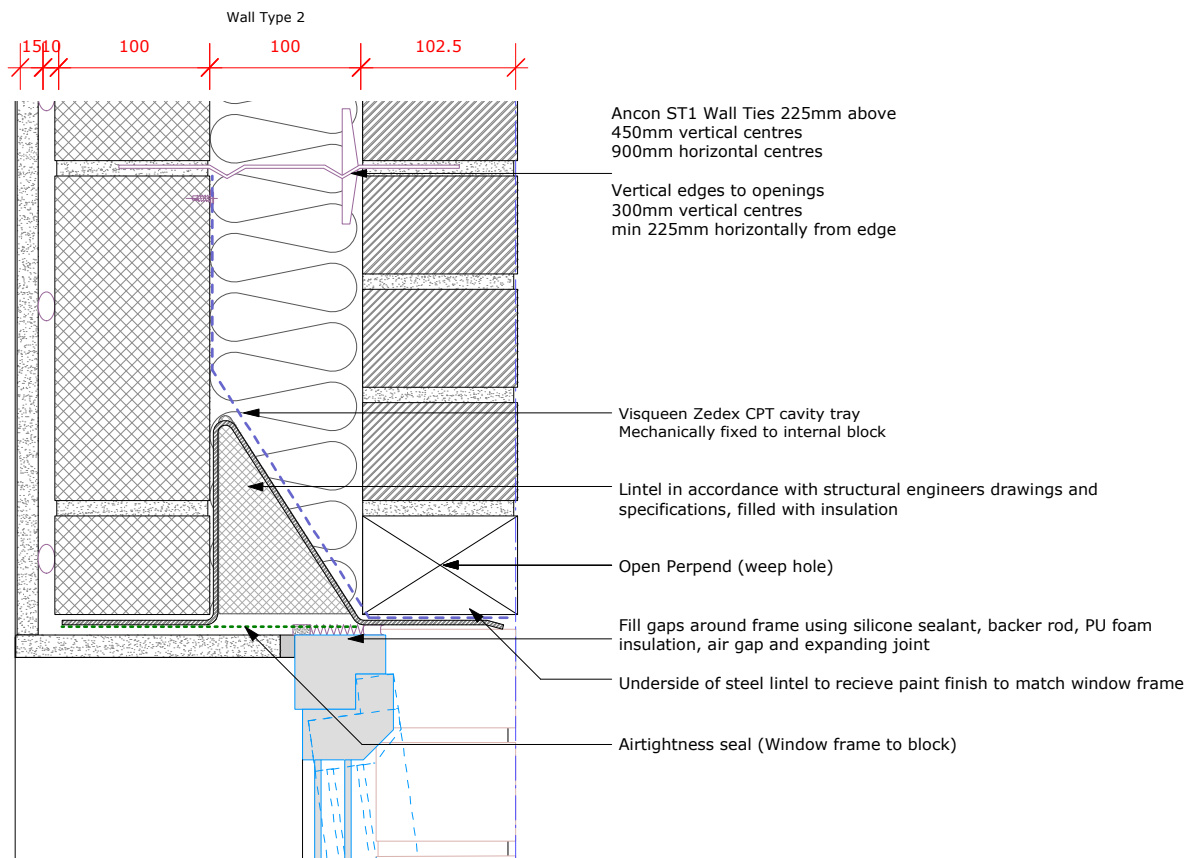 Wall Type 2
15 10 100 100 102.5
Ancon ST1 Wall Ties 225mm above
450mm vertical centres
900mm horizontal centres
Vertical edges to openings
300mm vertical centres
min 225mm horizontally from edge
Visqueen Zedex CPT cavity tray
Mechanically fixed to internal block
Lintel in accordance with structural engineers drawings and
specifications, filled with insulation
Open Perpend (weep hole)
Fill gaps around frame using silicone sealant, backer rod, PU foam
insulation, air gap and expanding joint
Underside of steel lintel to recieve paint finish to match window frame
Airtightness seal (Window frame to block)